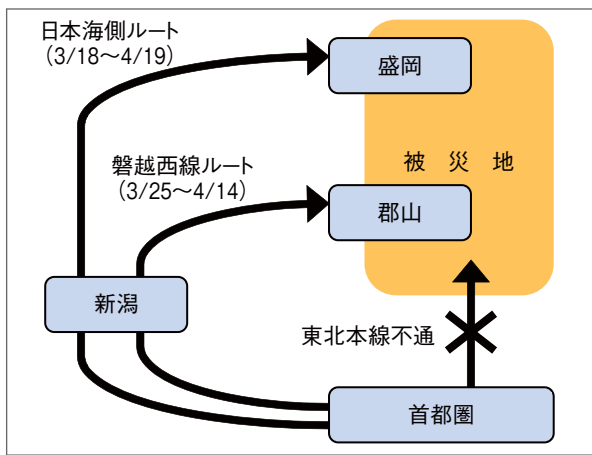 日本海側ルート
(3/18～4/19)
盛岡
被災地
磐越西線ルート
(3/25～4/14)
郡山
新潟
東北本線不通
首都圏